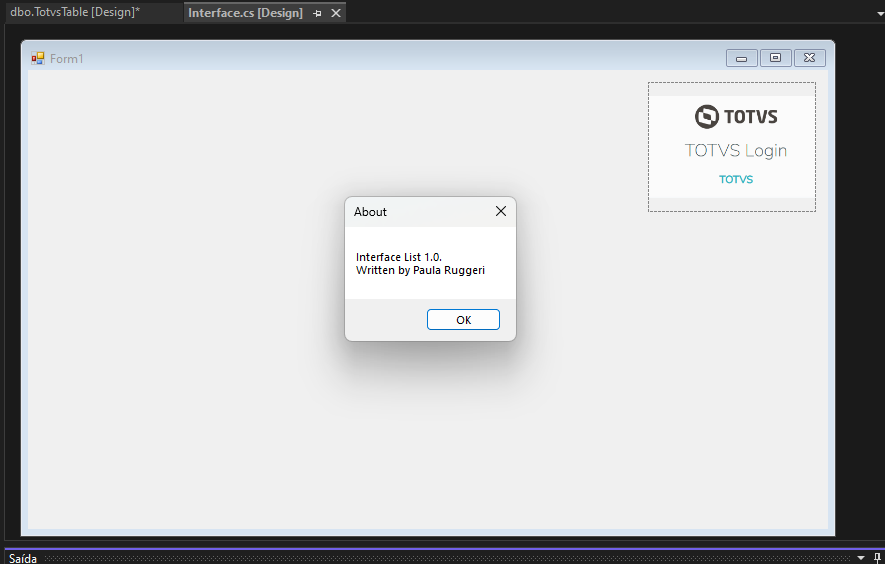 dbo.TotvsTable [Design]*
Interface.cs [Design]
Form1
TOTVS
TOTVS Login
TOTVS
About
Interface List 1.0.
Written by Paula Ruggeri
OK
Saída